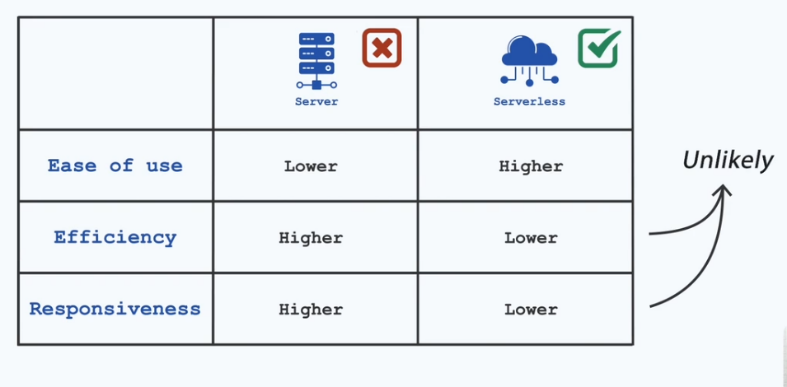 Server
Serverless
Ease of use
Lower
Higher
Unlikely
Efficiency
Higher
Lower
Responsiveness
Higher
Lower